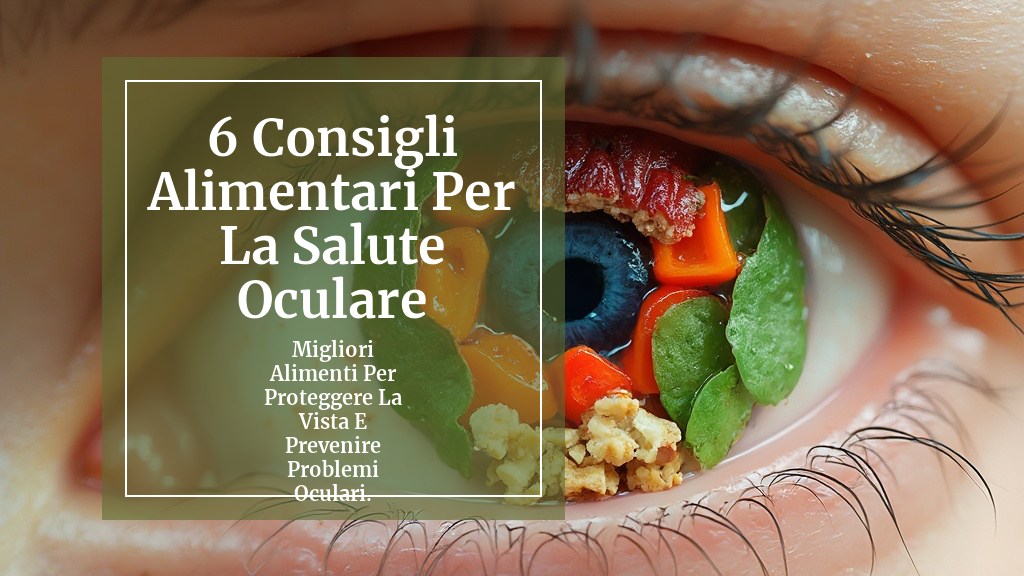 6 Consigli
Alimentari Per
La Salute
Oculare
Migliori
Alimenti Per
Proteggere La
Vista E
Prevenire
Problemi
Oculari.